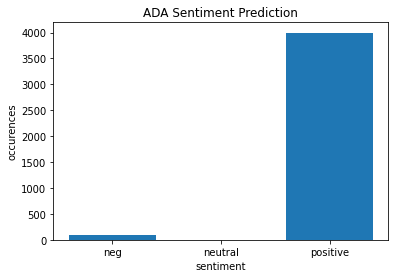 ADA Sentiment Prediction
occurences
4000
3500
3000
2500
2000
1500
1000
500
0
neg neutral positive
sentiment